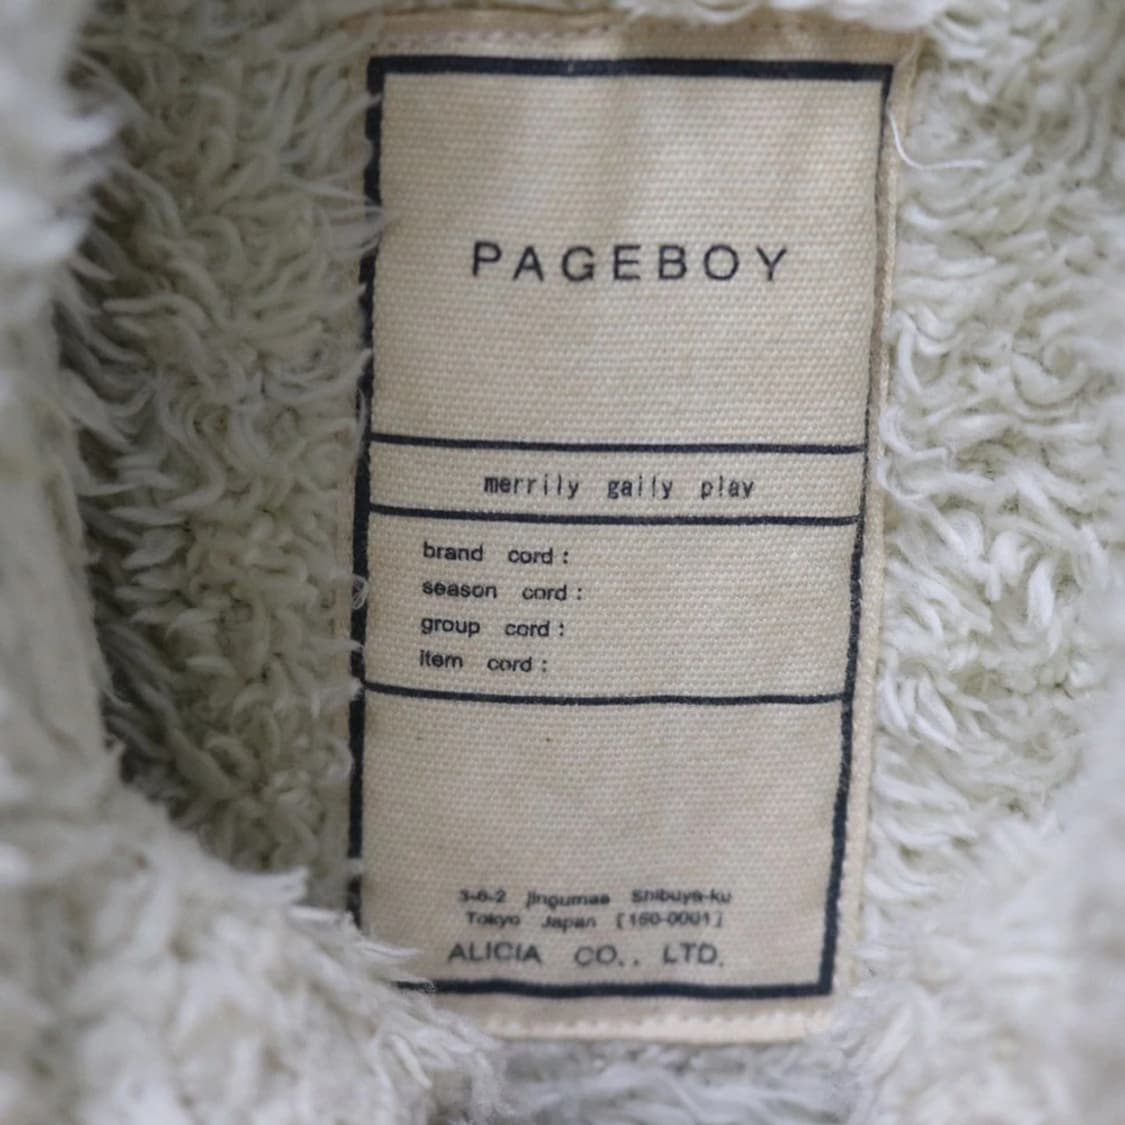 PAGEBOY
merrily gaily play
brand cord :
season cord :
group cord :
item cord :
3-6-2 jingumae Shibuya-ku
Tokyo Japan [150-0001]
ALICIA CO., LTD.